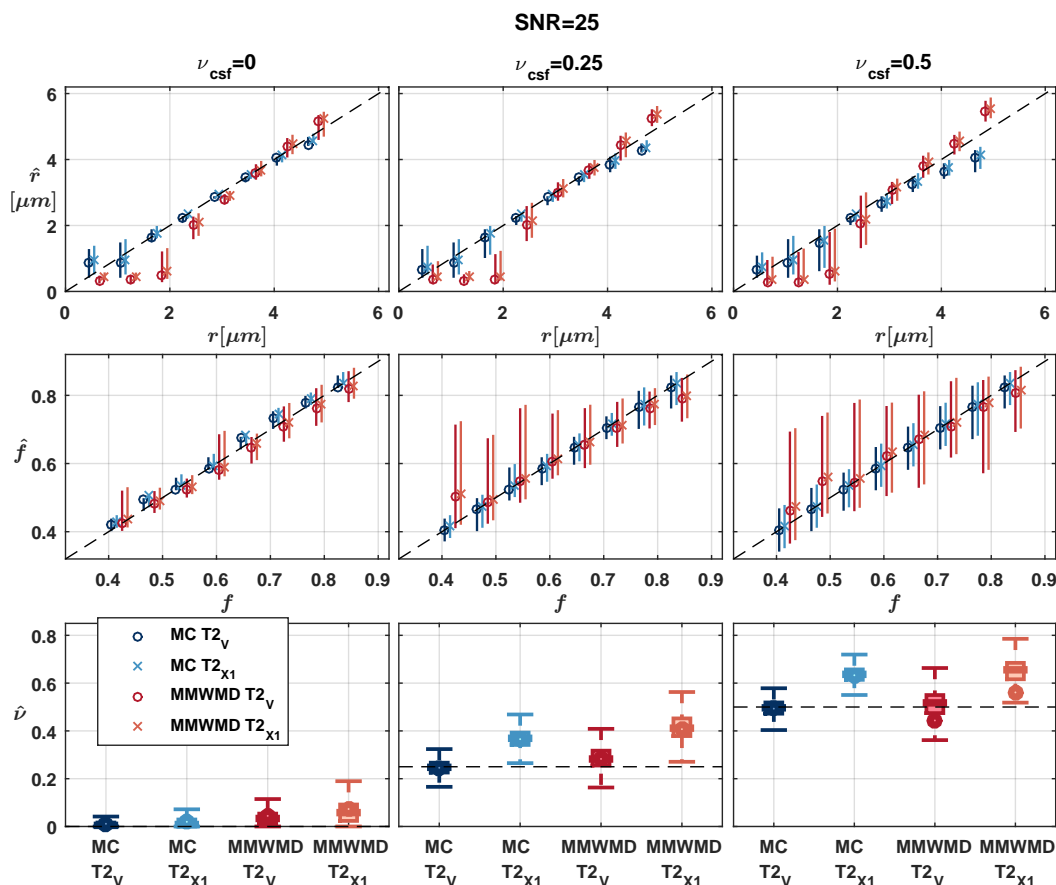 SNR=25
ν_csf=0
ν_csf=0.25
ν_csf=0.5
6
4
2
0
r̂
[μm]
0 2 4 6
0 2 4 6
0 2 4 6
r[μm]
r[μm]
r[μm]
0.8
0.6
0.4
f̂
0.4 0.5 0.6 0.7 0.8 0.9
0.4 0.5 0.6 0.7 0.8 0.9
0.4 0.5 0.6 0.7 0.8 0.9
f
f
f
0.8
0.6
0.4
0.2
0
ν̂
MC T2_V
MC T2_X1
MMWMD T2_V
MMWMD T2_X1
MC MC MMWMD MMWMD
T2_V T2_X1 T2_V T2_X1
MC MC MMWMD MMWMD
T2_V T2_X1 T2_V T2_X1
MC MC MMWMD MMWMD
T2_V T2_X1 T2_V T2_X1